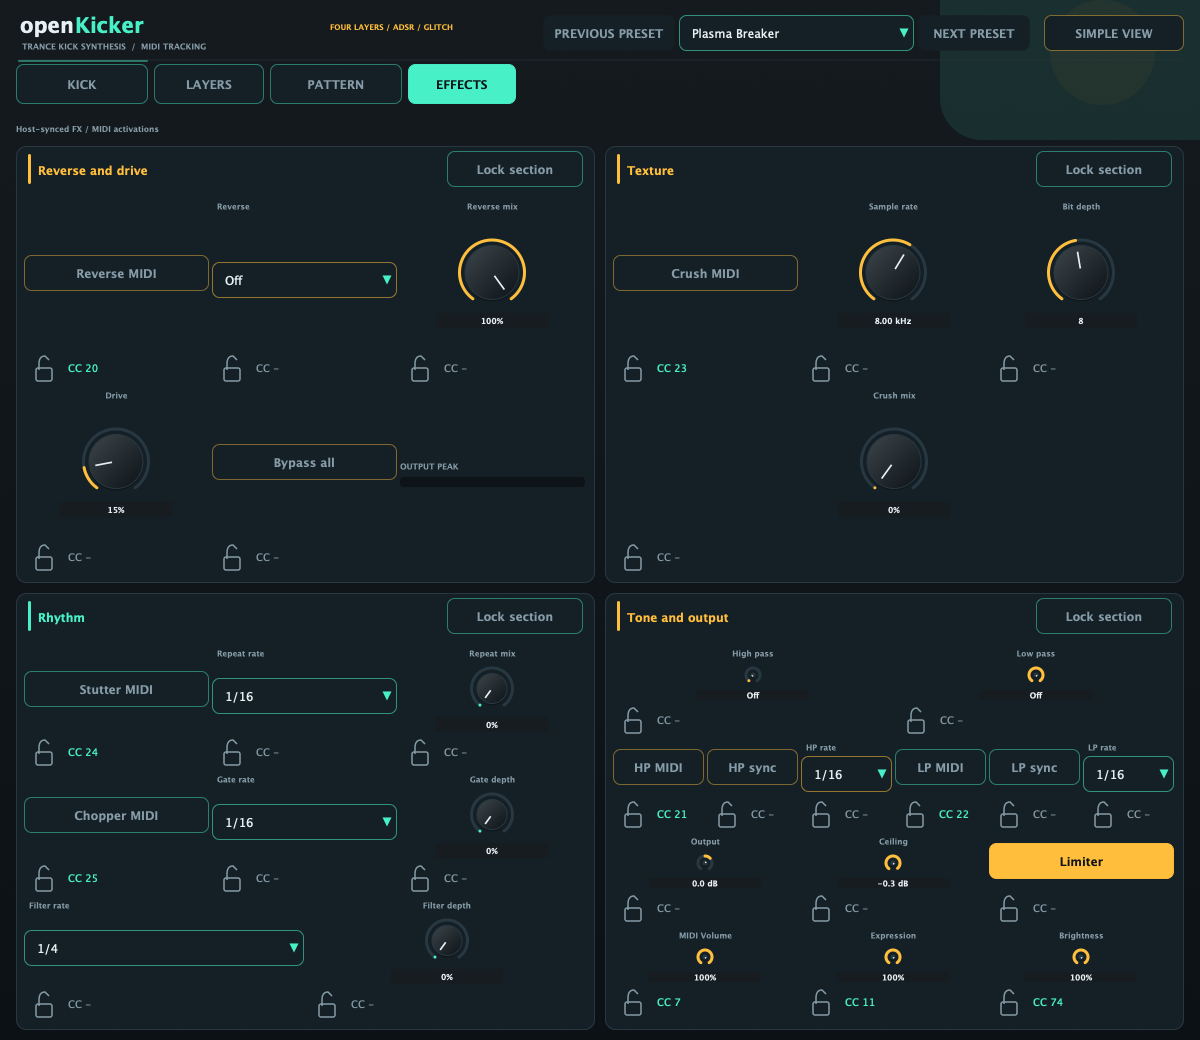 openKicker
TRANCE KICK SYNTHESIS / MIDI TRACKING
FOUR LAYERS / ADSR / GLITCH
PREVIOUS PRESET
Plasma Breaker
NEXT PRESET
SIMPLE VIEW
KICK
LAYERS
PATTERN
EFFECTS
Host-synced FX / MIDI activations
Reverse and drive
Lock section
Reverse
Reverse mix
Reverse MIDI
Off
100%
CC 20
CC –
CC –
Drive
Bypass all
OUTPUT PEAK
15%
CC –
CC –
Texture
Lock section
Sample rate
Bit depth
Crush MIDI
8.00 kHz
8
CC 23
CC –
CC –
Crush mix
0%
CC –
Rhythm
Lock section
Repeat rate
Repeat mix
Stutter MIDI
1/16
0%
CC 24
CC –
CC –
Gate rate
Gate depth
Chopper MIDI
1/16
0%
CC 25
CC –
CC –
Filter rate
Filter depth
1/4
0%
CC –
CC –
Tone and output
Lock section
High pass
Low pass
Off
Off
CC –
CC –
HP rate
LP rate
HP MIDI
HP sync
1/16
LP MIDI
LP sync
1/16
CC 21
CC –
CC –
CC 22
CC –
CC –
Output
Ceiling
Limiter
0.0 dB
-0.3 dB
CC –
CC –
CC –
MIDI Volume
Expression
Brightness
100%
100%
100%
CC 7
CC 11
CC 74